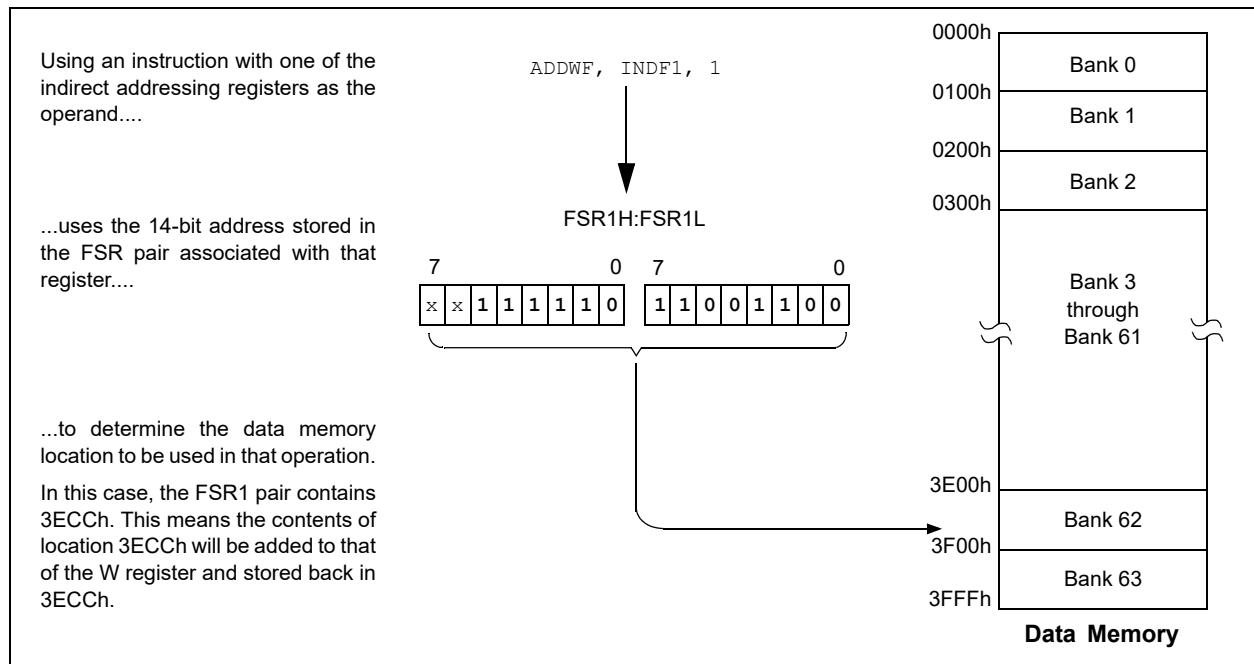 Using an instruction with one of the
indirect addressing registers as the
operand....
ADDWF, INDF1, 1
...uses the 14-bit address stored in
the FSR pair associated with that
register....
FSR1H:FSR1L
7 0 7 0
x x 1 1 1 1 1 0 1 1 0 0 1 1 0 0
...to determine the data memory
location to be used in that operation.
In this case, the FSR1 pair contains
3ECCh. This means the contents of
location 3ECCh will be added to that
of the W register and stored back in
3ECCh.
0000h
Bank 0
0100h
Bank 1
0200h
Bank 2
0300h
Bank 3
through
Bank 61
3E00h
Bank 62
3F00h
Bank 63
3FFFh
Data Memory